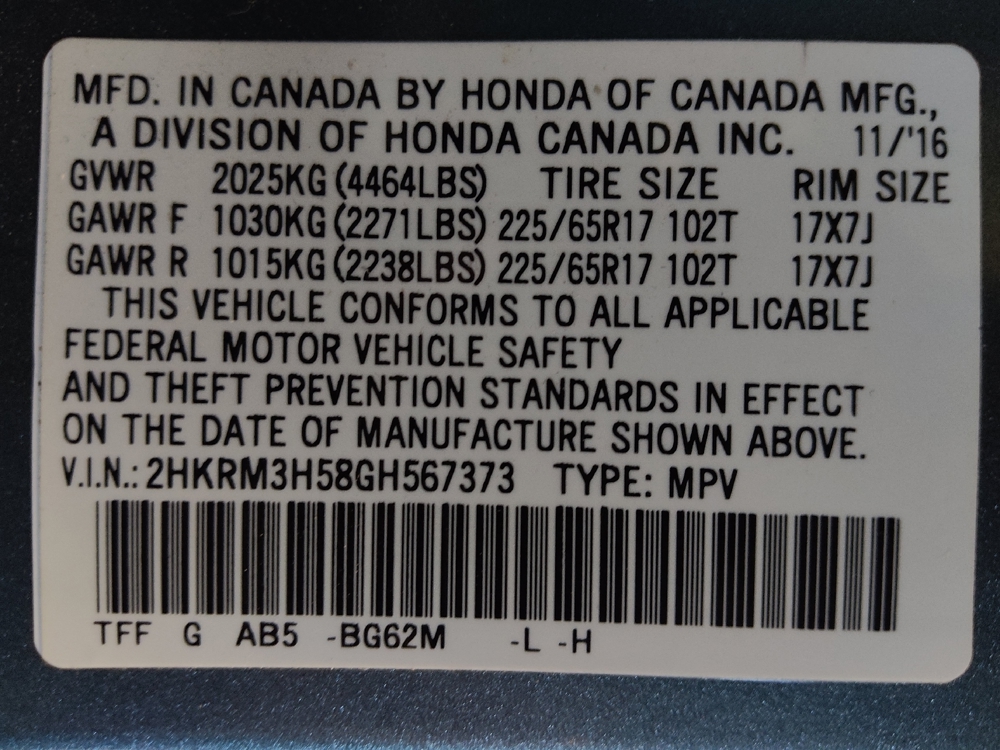 MFD. IN CANADA BY HONDA OF CANADA MFG.,
A DIVISION OF HONDA CANADA INC. 11/'16
GVWR 2025KG (4464LBS) TIRE SIZE RIM SIZE
GAWR F 1030KG (2271LBS) 225/65R17 102T 17X7J
GAWR R 1015KG (2238LBS) 225/65R17 102T 17X7J
THIS VEHICLE CONFORMS TO ALL APPLICABLE
FEDERAL MOTOR VEHICLE SAFETY
AND THEFT PREVENTION STANDARDS IN EFFECT
ON THE DATE OF MANUFACTURE SHOWN ABOVE.
V.I.N.: 2HKRM3H58GH567373 TYPE: MPV
TFF G AB5 -BG62M -L -H